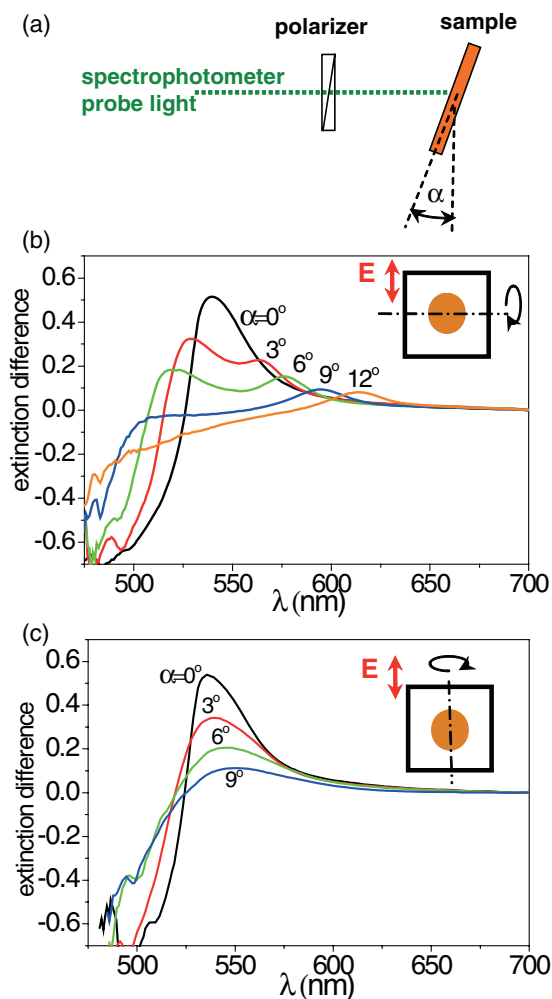 (a)
polarizer
sample
spectrophotometer
probe light
α
(b)
extinction difference
0.6
0.4
0.2
0.0
-0.2
-0.4
-0.6
α=0°
3°
6°
9°
12°
E
500
550
600
650
700
λ(nm)
(c)
extinction difference
0.6
0.4
0.2
0.0
-0.2
-0.4
-0.6
α=0°
3°
6°
9°
E
500
550
600
650
700
λ(nm)